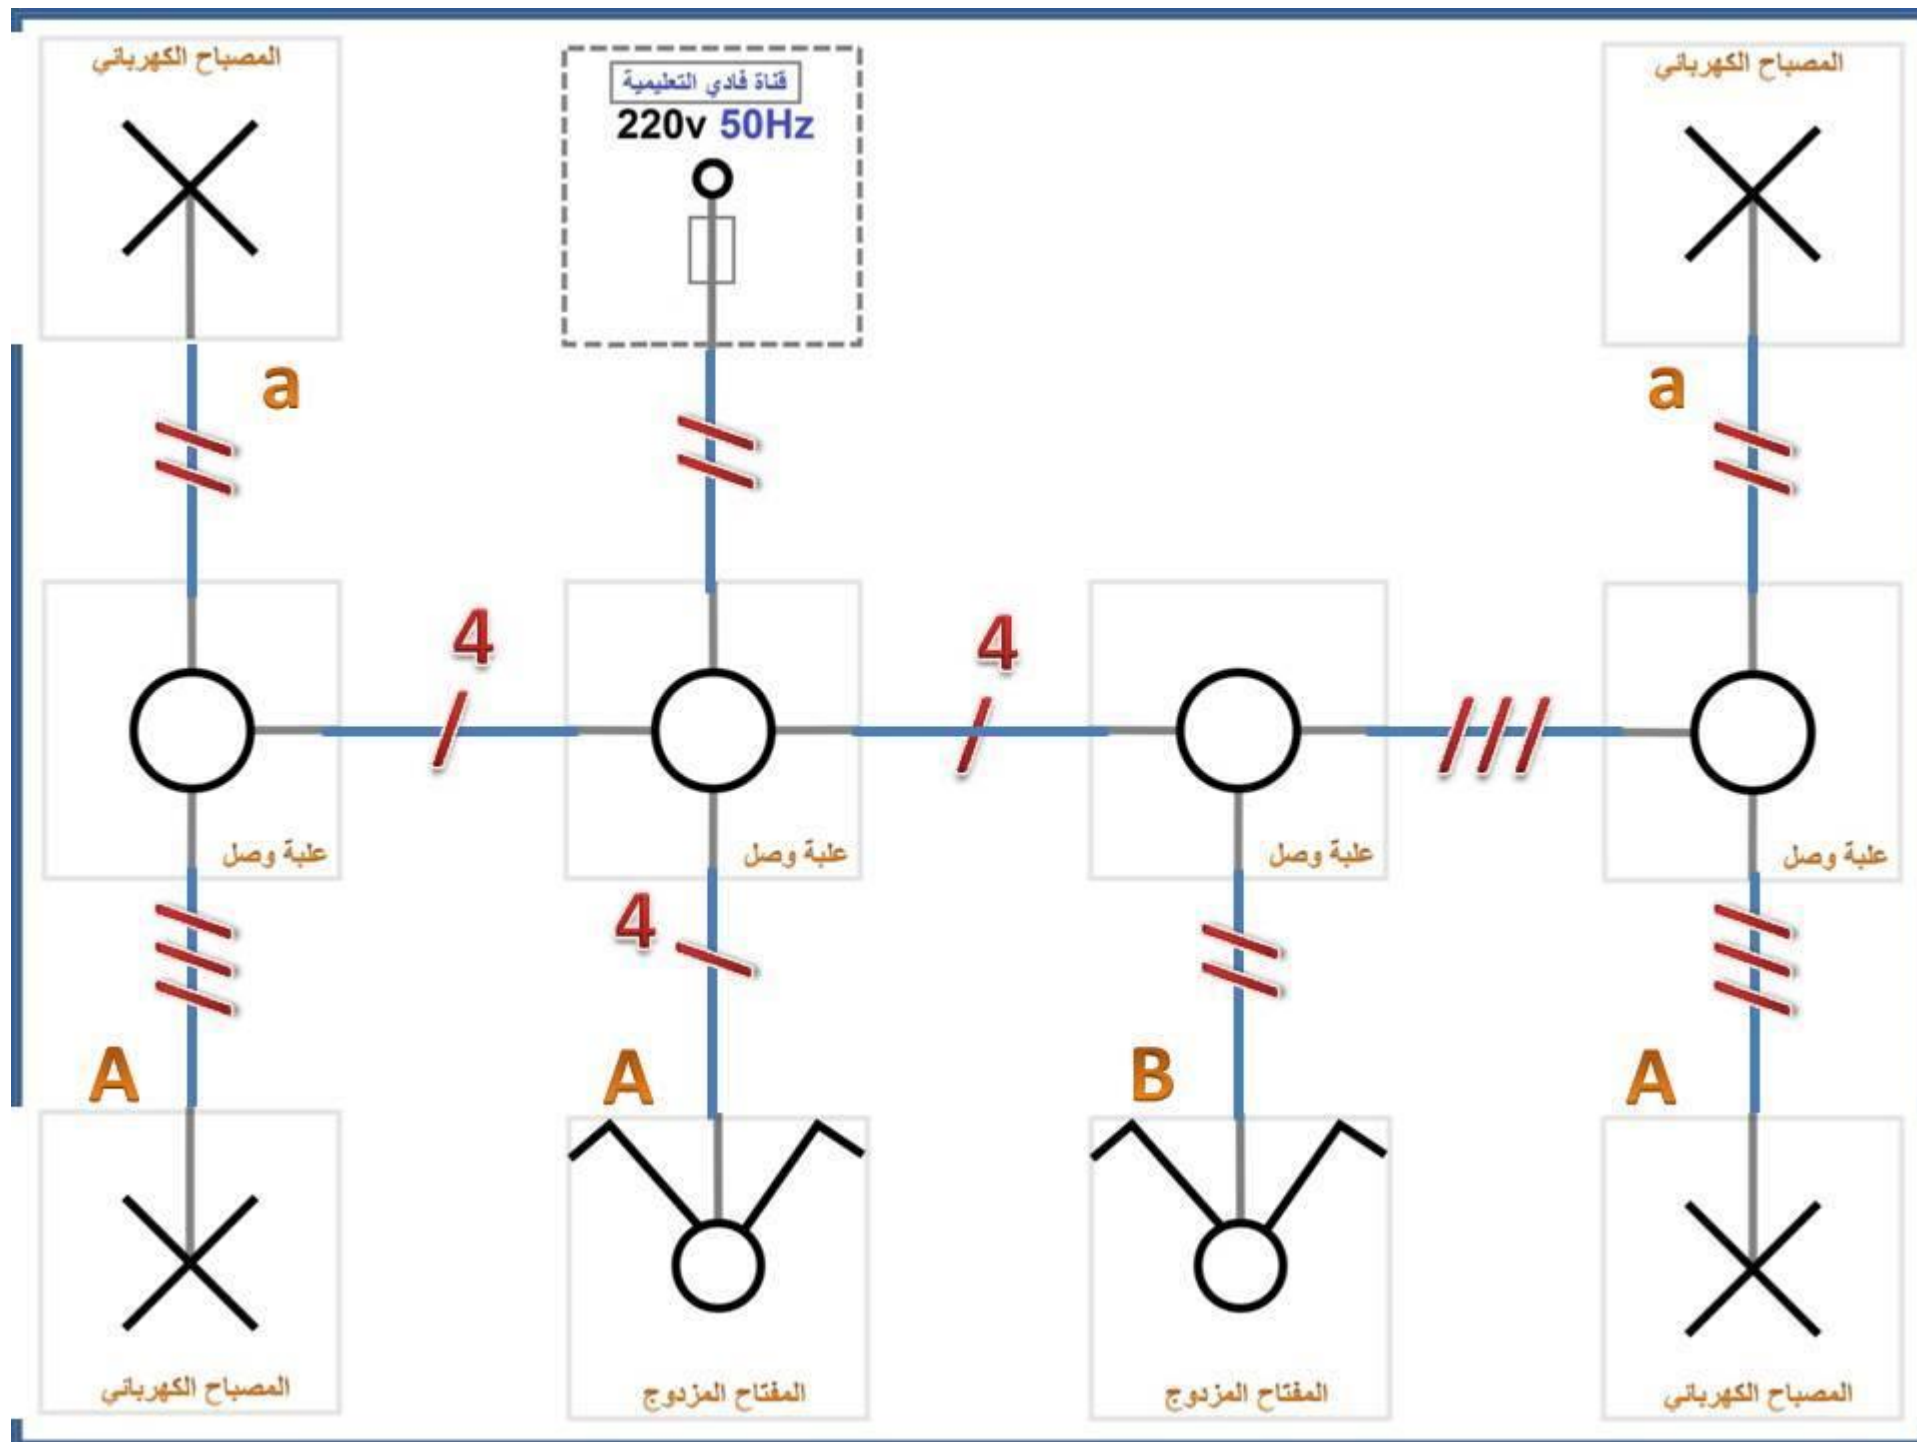 المصباح الكهربائي
قناة فادي التعليمية
220v 50Hz
المصباح الكهربائي
a
a
4
4
علبة وصل
علبة وصل
علبة وصل
علبة وصل
4
A
A
B
A
المصباح الكهربائي
المفتاح المزدوج
المفتاح المزدوج
المصباح الكهربائي